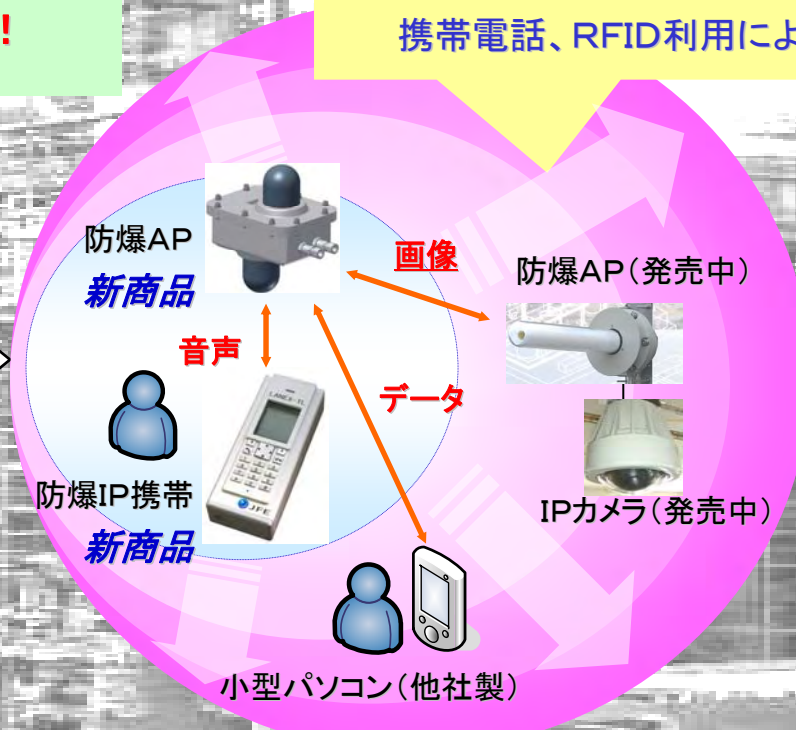 !
携帯電話、RFID利用によ
防爆AP
新商品
画像
防爆AP(発売中)
音声
LANEX-TL
データ
防爆IP携帯
新商品
JFE
IPカメラ(発売中)
小型パソコン(他社製)